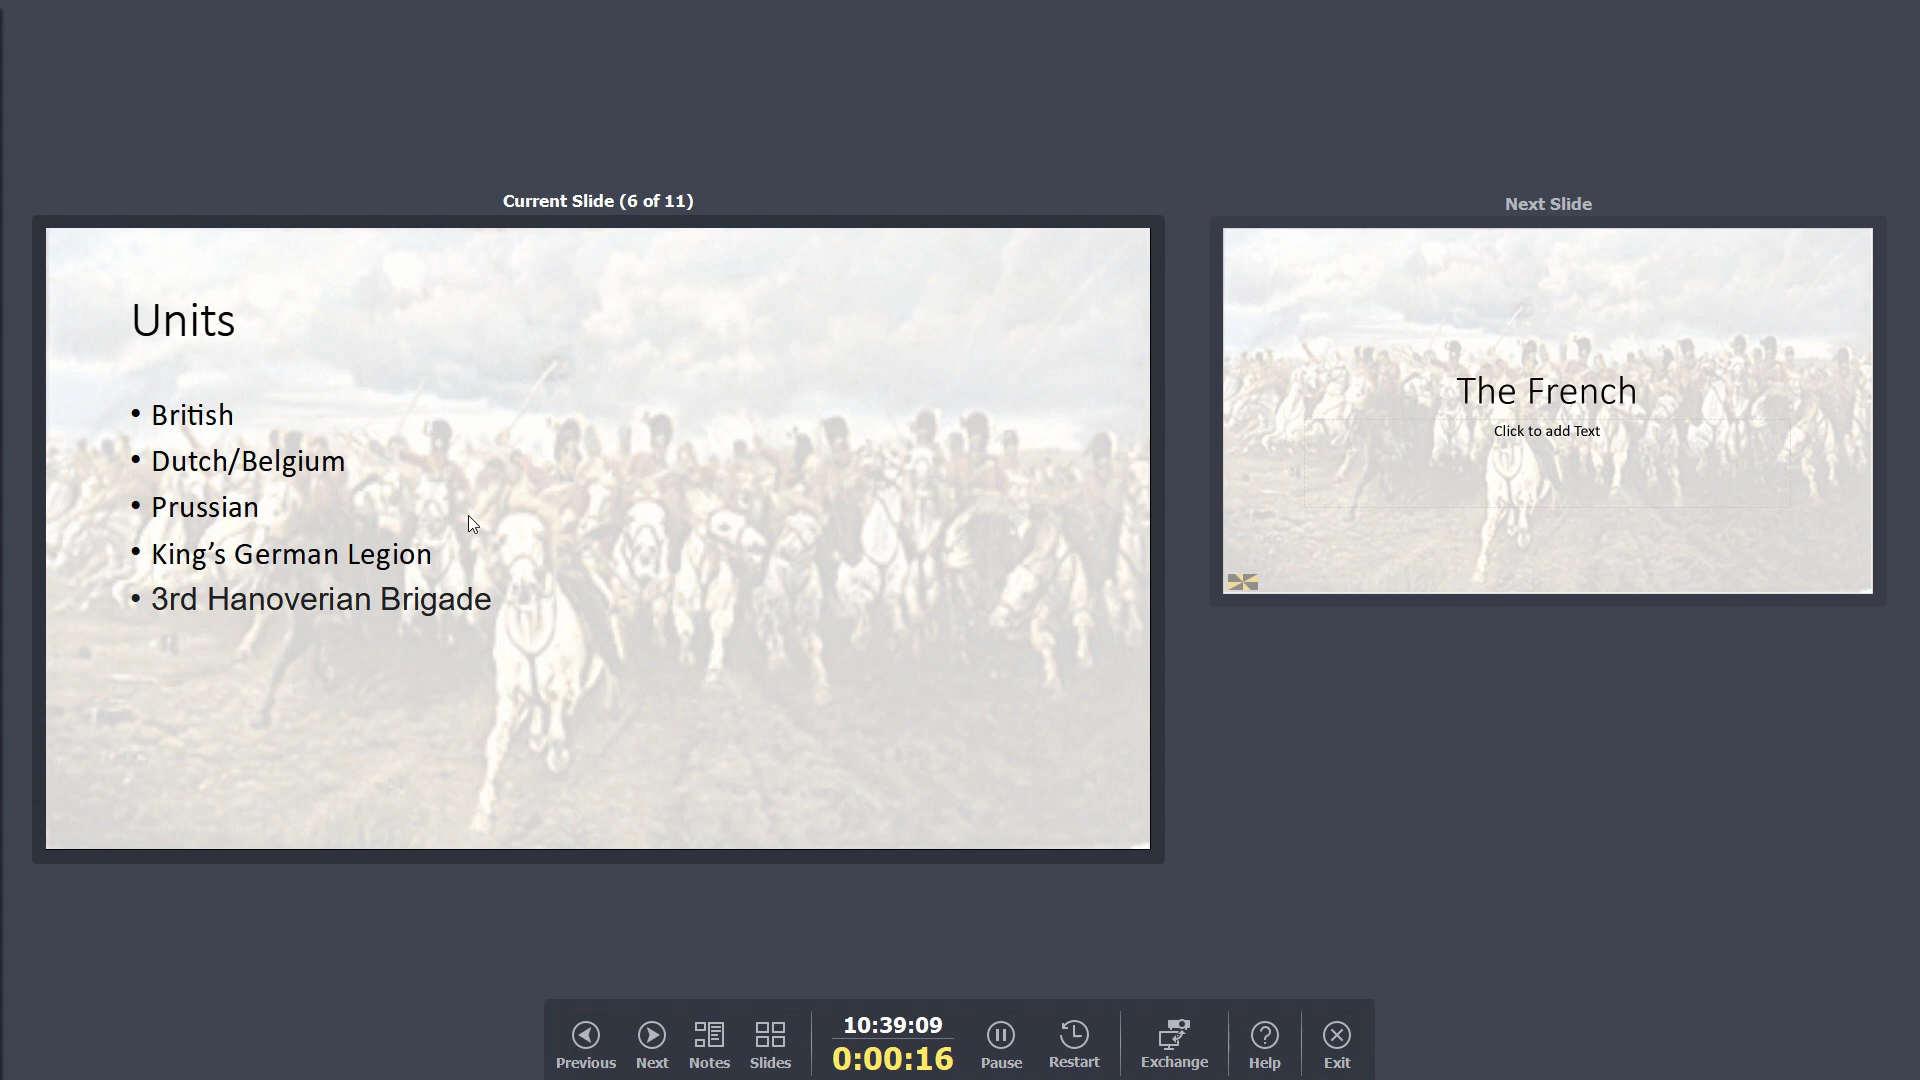 Current Slide (6 of 11)
Units
• British
• Dutch/Belgium
• Prussian
• King’s German Legion
• 3rd Hanoverian Brigade
Next Slide
The French
Click to add Text
Previous
Next
Notes
Slides
10:39:09
0:00:16
Pause
Restart
Exchange
Help
Exit